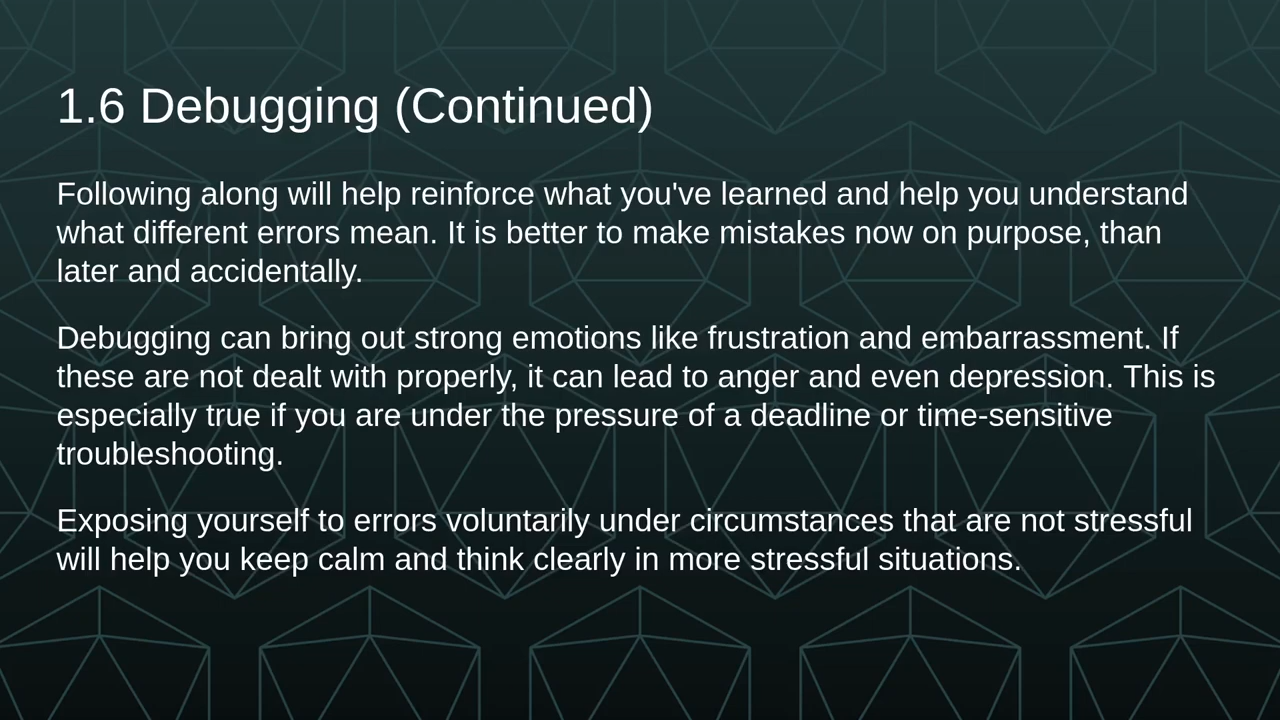 1.6 Debugging (Continued)
Following along will help reinforce what you've learned and help you understand
what different errors mean. It is better to make mistakes now on purpose, than
later and accidentally.
Debugging can bring out strong emotions like frustration and embarrassment. If
these are not dealt with properly, it can lead to anger and even depression. This is
especially true if you are under the pressure of a deadline or time-sensitive
troubleshooting.
Exposing yourself to errors voluntarily under circumstances that are not stressful
will help you keep calm and think clearly in more stressful situations.